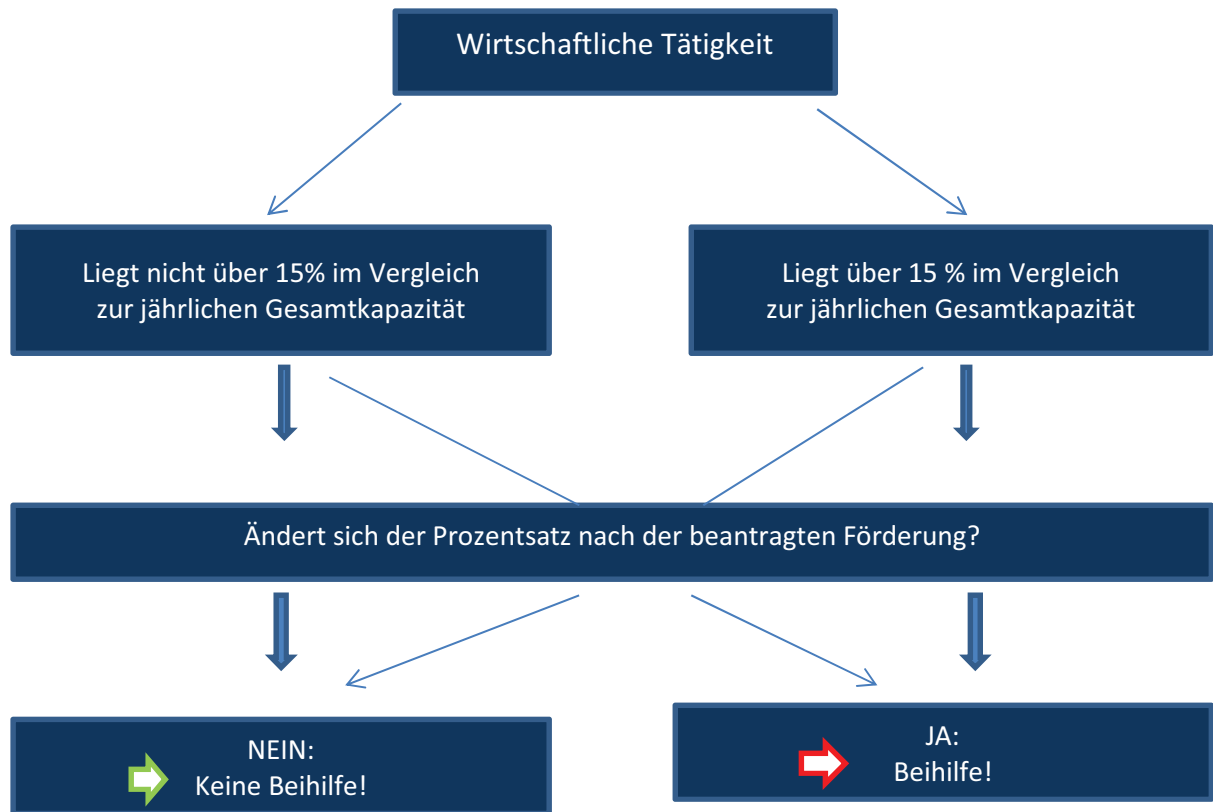 Wirtschaftliche Tätigkeit
Liegt nicht über 15% im Vergleich
zur jährlichen Gesamtkapazität
Liegt über 15 % im Vergleich
zur jährlichen Gesamtkapazität
Ändert sich der Prozentsatz nach der beantragten Förderung?
NEIN:
Keine Beihilfe!
JA:
Beihilfe!